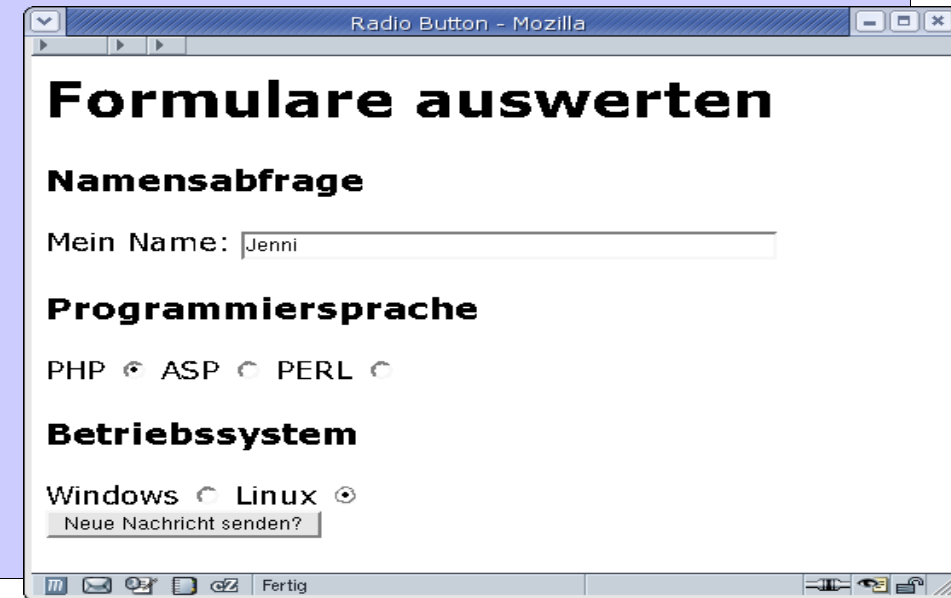 Radio Button - Mozilla
Formulare auswerten
Namensabfrage
Mein Name: Jenni
Programmiersprache
PHP ASP PERL
Betriebssystem
Windows Linux
Neue Nachricht senden?
Fertig